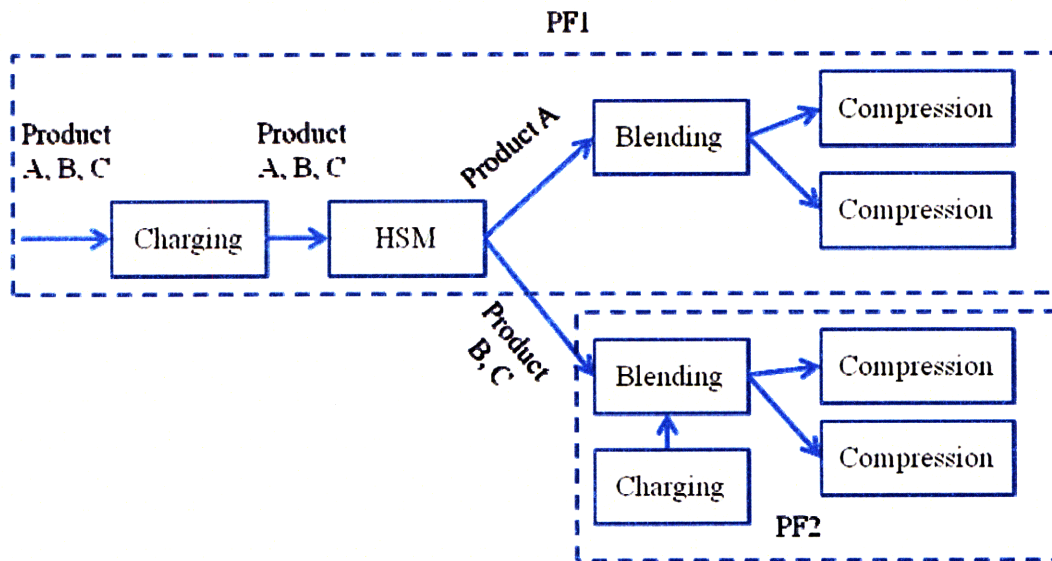 PF1
Product
A, B, C
Product
A, B, C
Product A
Charging
HSM
Blending
Compression
Compression
Product
B, C
Blending
Charging
Compression
Compression
PF2